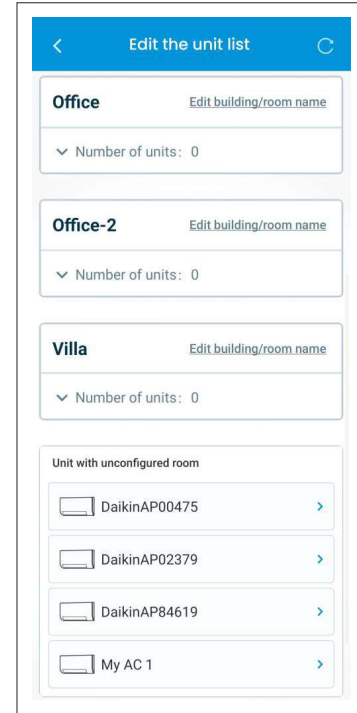 Edit the unit list
Office Edit building/room name
Number of units: 0
Office-2 Edit building/room name
Number of units: 0
Villa Edit building/room name
Number of units: 0
Unit with unconfigured room
DaikinAP00475
DaikinAP02379
DaikinAP84619
My AC 1